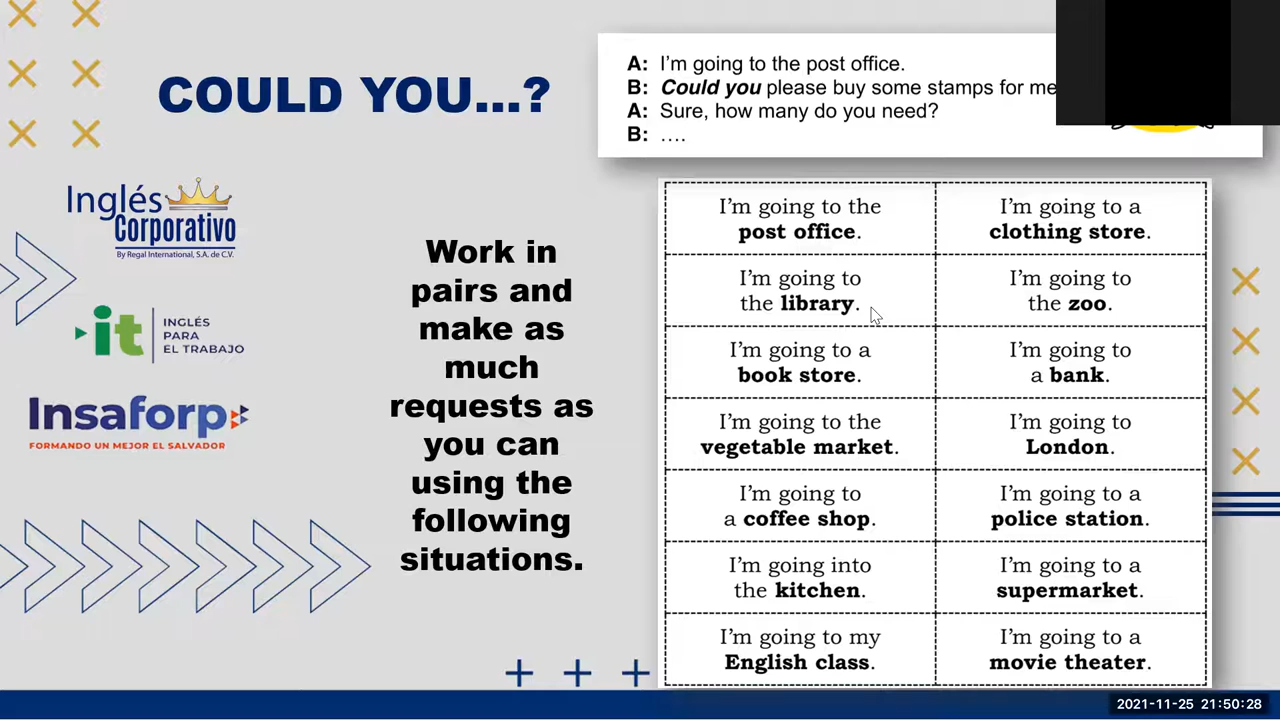 COULD YOU...?
A: I'm going to the post office.
B: Could you please buy some stamps for me
A: Sure, how many do you need?
B: ....
Inglés
Corporativo
By Regal International, S.A. de C.V.
it INGLÉS
PARA
EL TRABAJO
Insaforp
FORMANDO UN MEJOR EL SALVADOR
Work in
pairs and
make as
much
requests as
you can
using the
following
situations.
I'm going to the
post office.
I'm going to a
clothing store.
I'm going to
the library.
I'm going to
the zoo.
I'm going to a
book store.
I'm going to
a bank.
I'm going to the
vegetable market.
I'm going to
London.
I'm going to
a coffee shop.
I'm going to a
police station.
I'm going into
the kitchen.
I'm going to a
supermarket.
I'm going to my
English class.
I'm going to a
movie theater.
2021-11-25 21:50:28